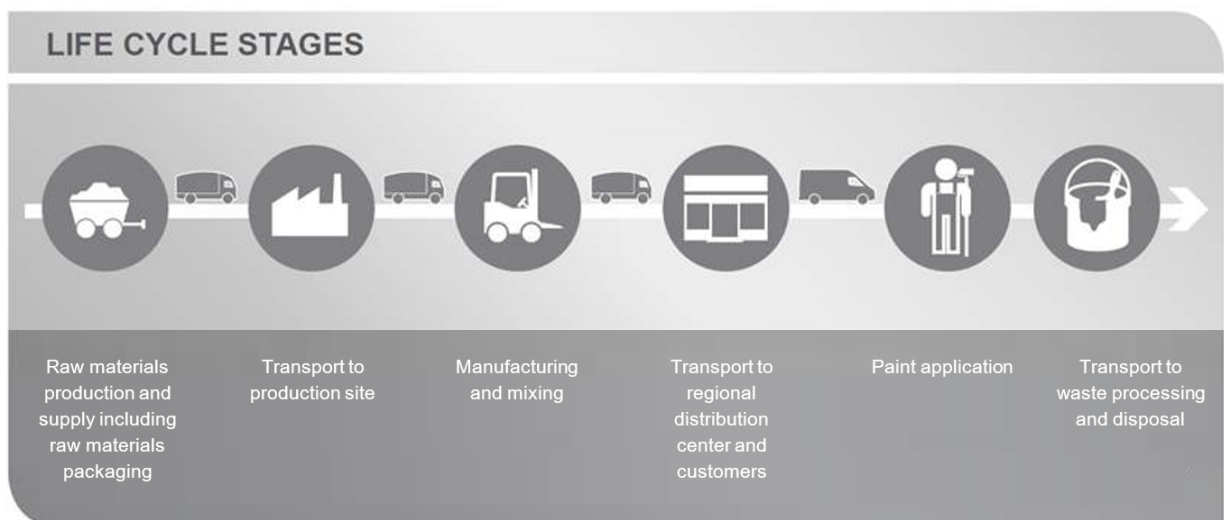 LIFE CYCLE STAGES
Raw materials
production and
supply including
raw materials
packaging
Transport to
production site
Manufacturing
and mixing
Transport to
regional
distribution
center and
customers
Paint application
Transport to
waste processing
and disposal